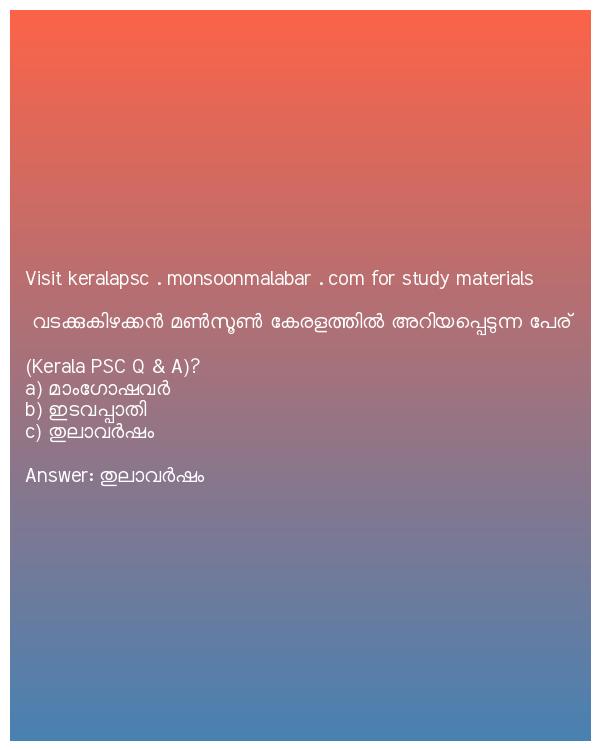 Visit keralapsc . monsoonmalabar . com for study materials
വടക്കുകിഴക്കൻ മൺസൂൺ കേരളത്തിൽ അറിയപ്പെടുന്ന പേര്
(Kerala PSC Q & A)?
a) മാംഗോഷവർ
b) ഇടവപ്പാതി
c) തുലാവർഷം
Answer: തുലാവർഷം